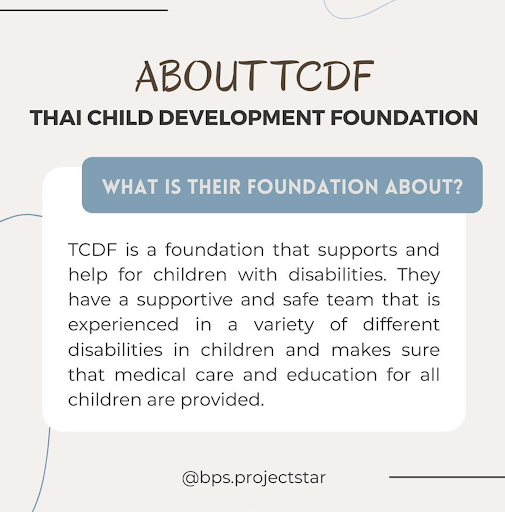 ABOUT TCDF
THAI CHILD DEVELOPMENT FOUNDATION
WHAT IS THEIR FOUNDATION ABOUT?
TCDF is a foundation that supports and
help for children with disabilities. They
have a supportive and safe team that is
experienced in a variety of different
disabilities in children and makes sure
that medical care and education for all
children are provided.
@bps.projectstar